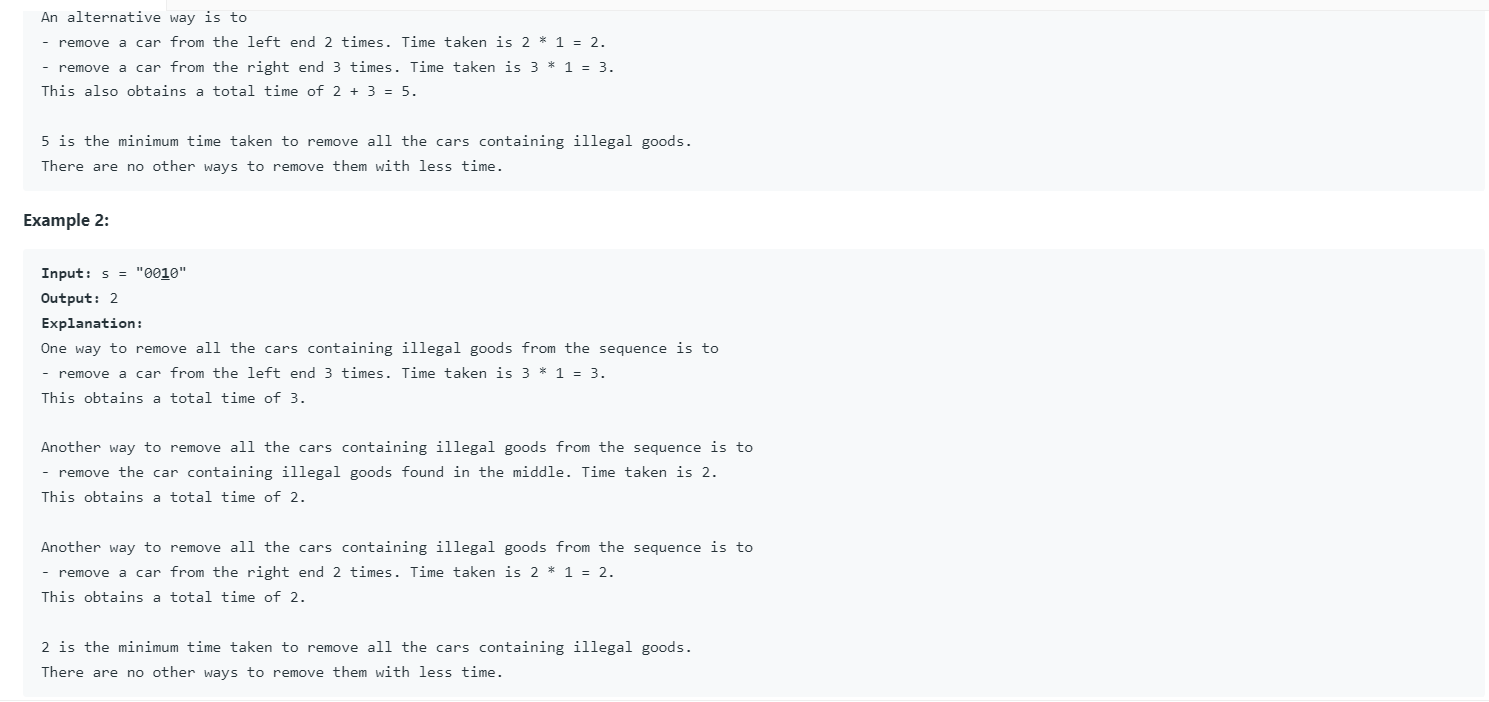 An alternative way is to
- remove a car from the left end 2 times. Time taken is 2 * 1 = 2.
- remove a car from the right end 3 times. Time taken is 3 * 1 = 3.
This also obtains a total time of 2 + 3 = 5.
5 is the minimum time taken to remove all the cars containing illegal goods.
There are no other ways to remove them with less time.
Example 2:
Input: s = "0010"
Output: 2
Explanation:
One way to remove all the cars containing illegal goods from the sequence is to
- remove a car from the left end 3 times. Time taken is 3 * 1 = 3.
This obtains a total time of 3.
Another way to remove all the cars containing illegal goods from the sequence is to
- remove the car containing illegal goods found in the middle. Time taken is 2.
This obtains a total time of 2.
Another way to remove all the cars containing illegal goods from the sequence is to
- remove a car from the right end 2 times. Time taken is 2 * 1 = 2.
This obtains a total time of 2.
2 is the minimum time taken to remove all the cars containing illegal goods.
There are no other ways to remove them with less time.